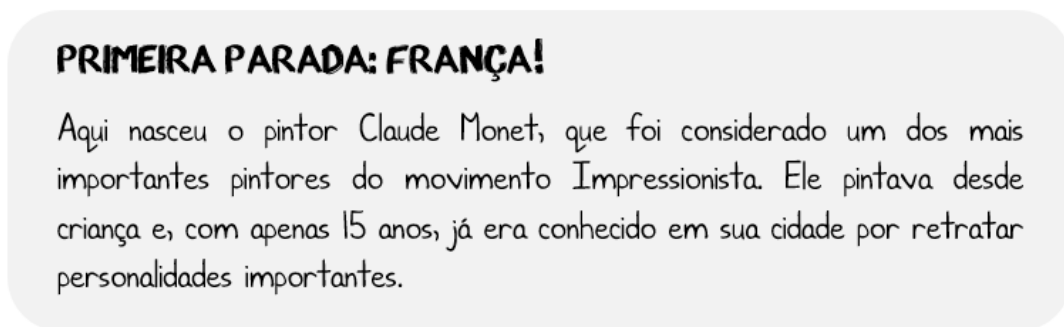 PRIMEIRA PARADA: FRANÇA!
Aqui nasceu o pintor Claude Monet, que foi considerado um dos mais
importantes pintores do movimento Impressionista. Ele pintava desde
criança e, com apenas 15 anos, já era conhecido em sua cidade por retratar
personalidades importantes.